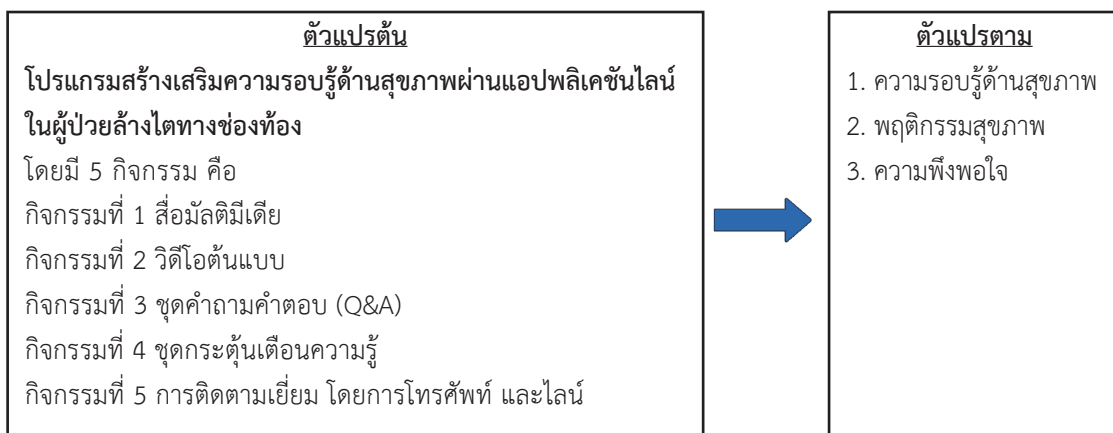 ตัวแปรต้น
โปรแกรมสร้างเสริมความรอบรู้ด้านสุขภาพผ่านแอปพลิเคชันไลน์
ในผู้ป่วยล้างไตทางช่องท้อง
โดยมี 5 กิจกรรม คือ
กิจกรรมที่ 1 สื่อมัลติมีเดีย
กิจกรรมที่ 2 วิดีโอต้นแบบ
กิจกรรมที่ 3 ชุดคำถามคำตอบ (Q&A)
กิจกรรมที่ 4 ชุดกระตุ้นเตือนความรู้
กิจกรรมที่ 5 การติดตามเยี่ยม โดยการโทรศัพท์ และไลน์
ตัวแปรตาม
1. ความรอบรู้ด้านสุขภาพ
2. พฤติกรรมสุขภาพ
3. ความพึงพอใจ